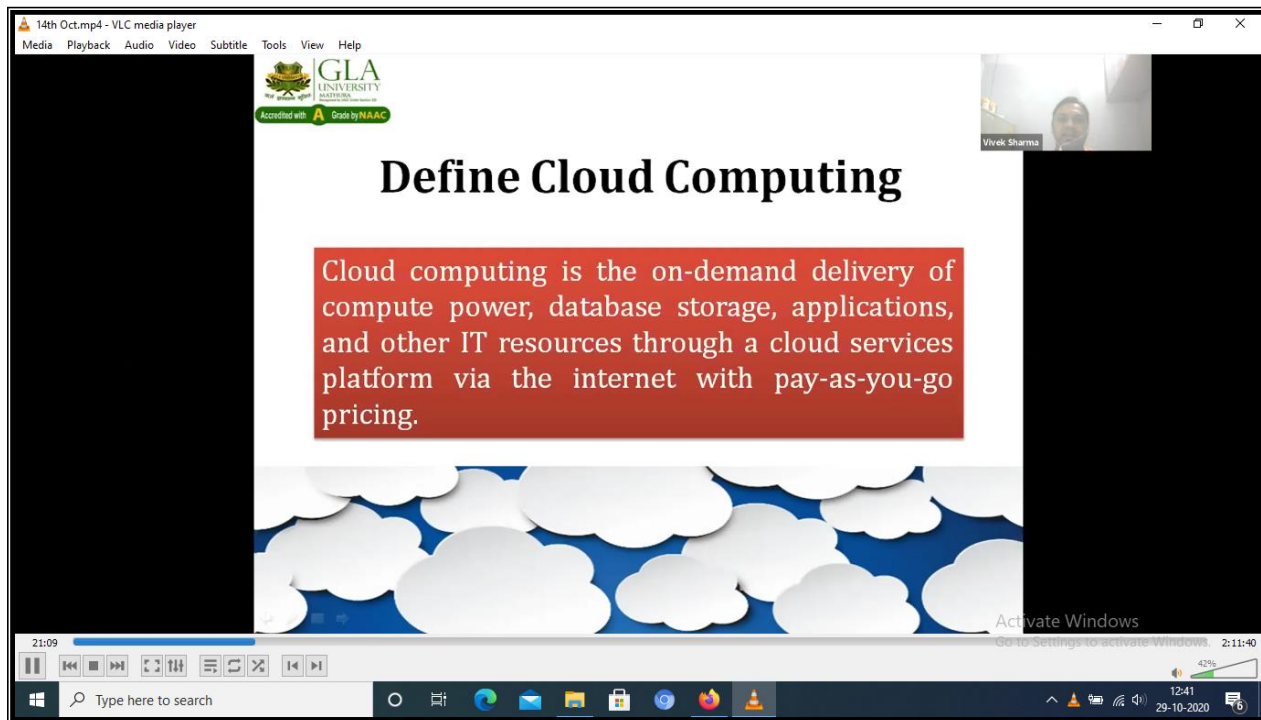 14th Oct.mp4 - VLC media player
Media Playback Audio Video Subtitle Tools View Help
GLA
UNIVERSITY
MATHURA
Accredited with A Grade by NAAC
Vivek Sharma
Define Cloud Computing
Cloud computing is the on-demand delivery of
compute power, database storage, applications,
and other IT resources through a cloud services
platform via the internet with pay-as-you-go
pricing.
Activate Windows
Go to Settings to activate Windows.
21:09
2:11:40
42%
Type here to search
12:41
29-10-2020
6